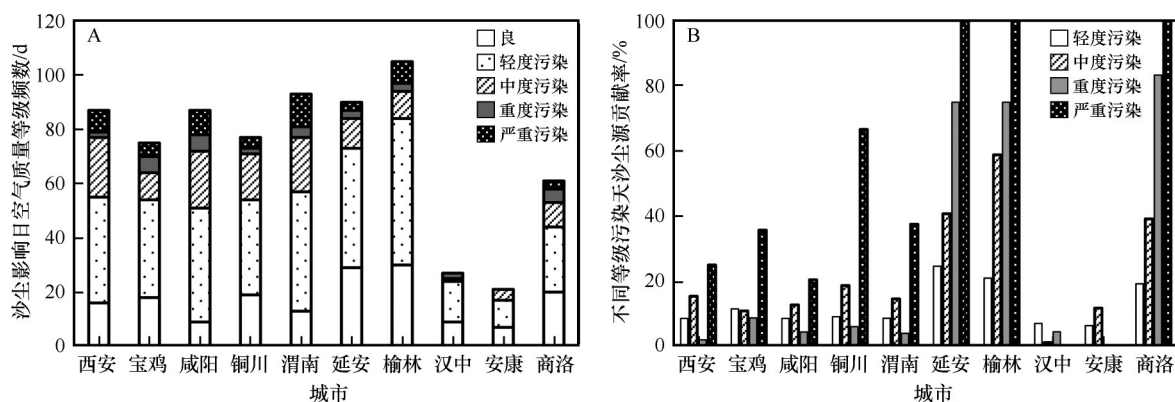 沙尘影响日空气质量等级频数/d
120
100
80
60
40
20
0
A
良
轻度污染
中度污染
重度污染
严重污染
西安 宝鸡 咸阳 铜川 渭南 延安 榆林 汉中 安康 商洛
城市
不同等级污染天沙尘源贡献率/%
100
80
60
40
20
0
B
轻度污染
中度污染
重度污染
严重污染
西安 宝鸡 咸阳 铜川 渭南 延安 榆林 汉中 安康 商洛
城市